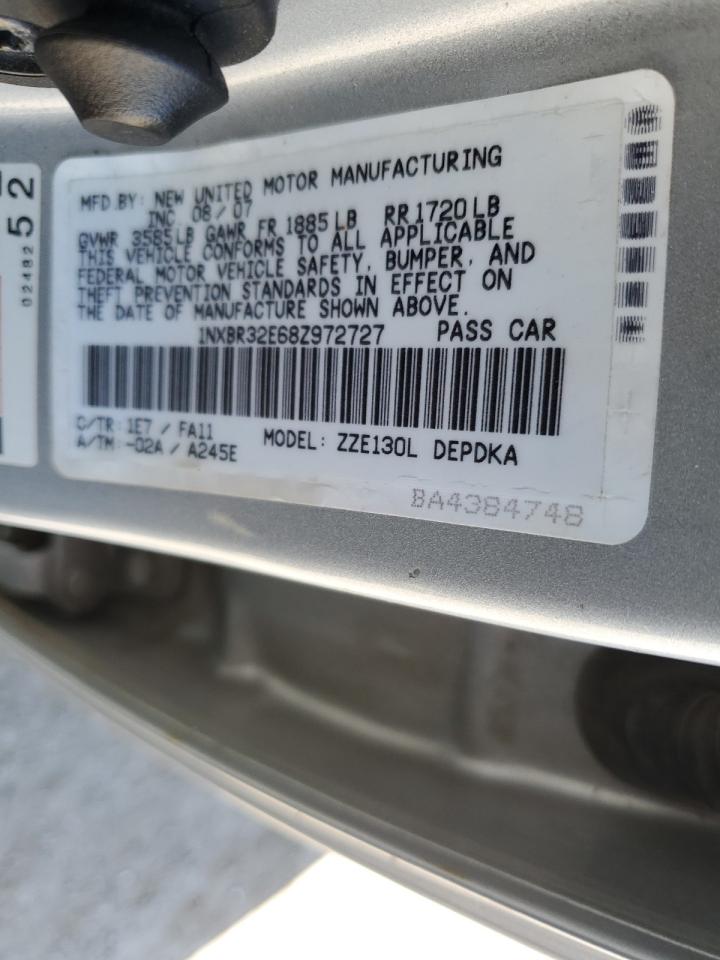 MFD.BY: NEW UNITED MOTOR MANUFACTURING
INC 08/07
GVWR 3585LB GAWR FR 1885LB RR1720LB
THIS VEHICLE CONFORMS TO ALL APPLICABLE
FEDERAL MOTOR VEHICLE SAFETY, BUMPER, AND
THEFT PREVENTION STANDARDS IN EFFECT ON
THE DATE OF MANUFACTURE SHOWN ABOVE.
1NXBR32E68Z972727 PASS CAR
C/TR: 1E7 / FA11
A/TM: -02A / A245E MODEL: ZZE130L DEPDKA
BA4384748
52
02482